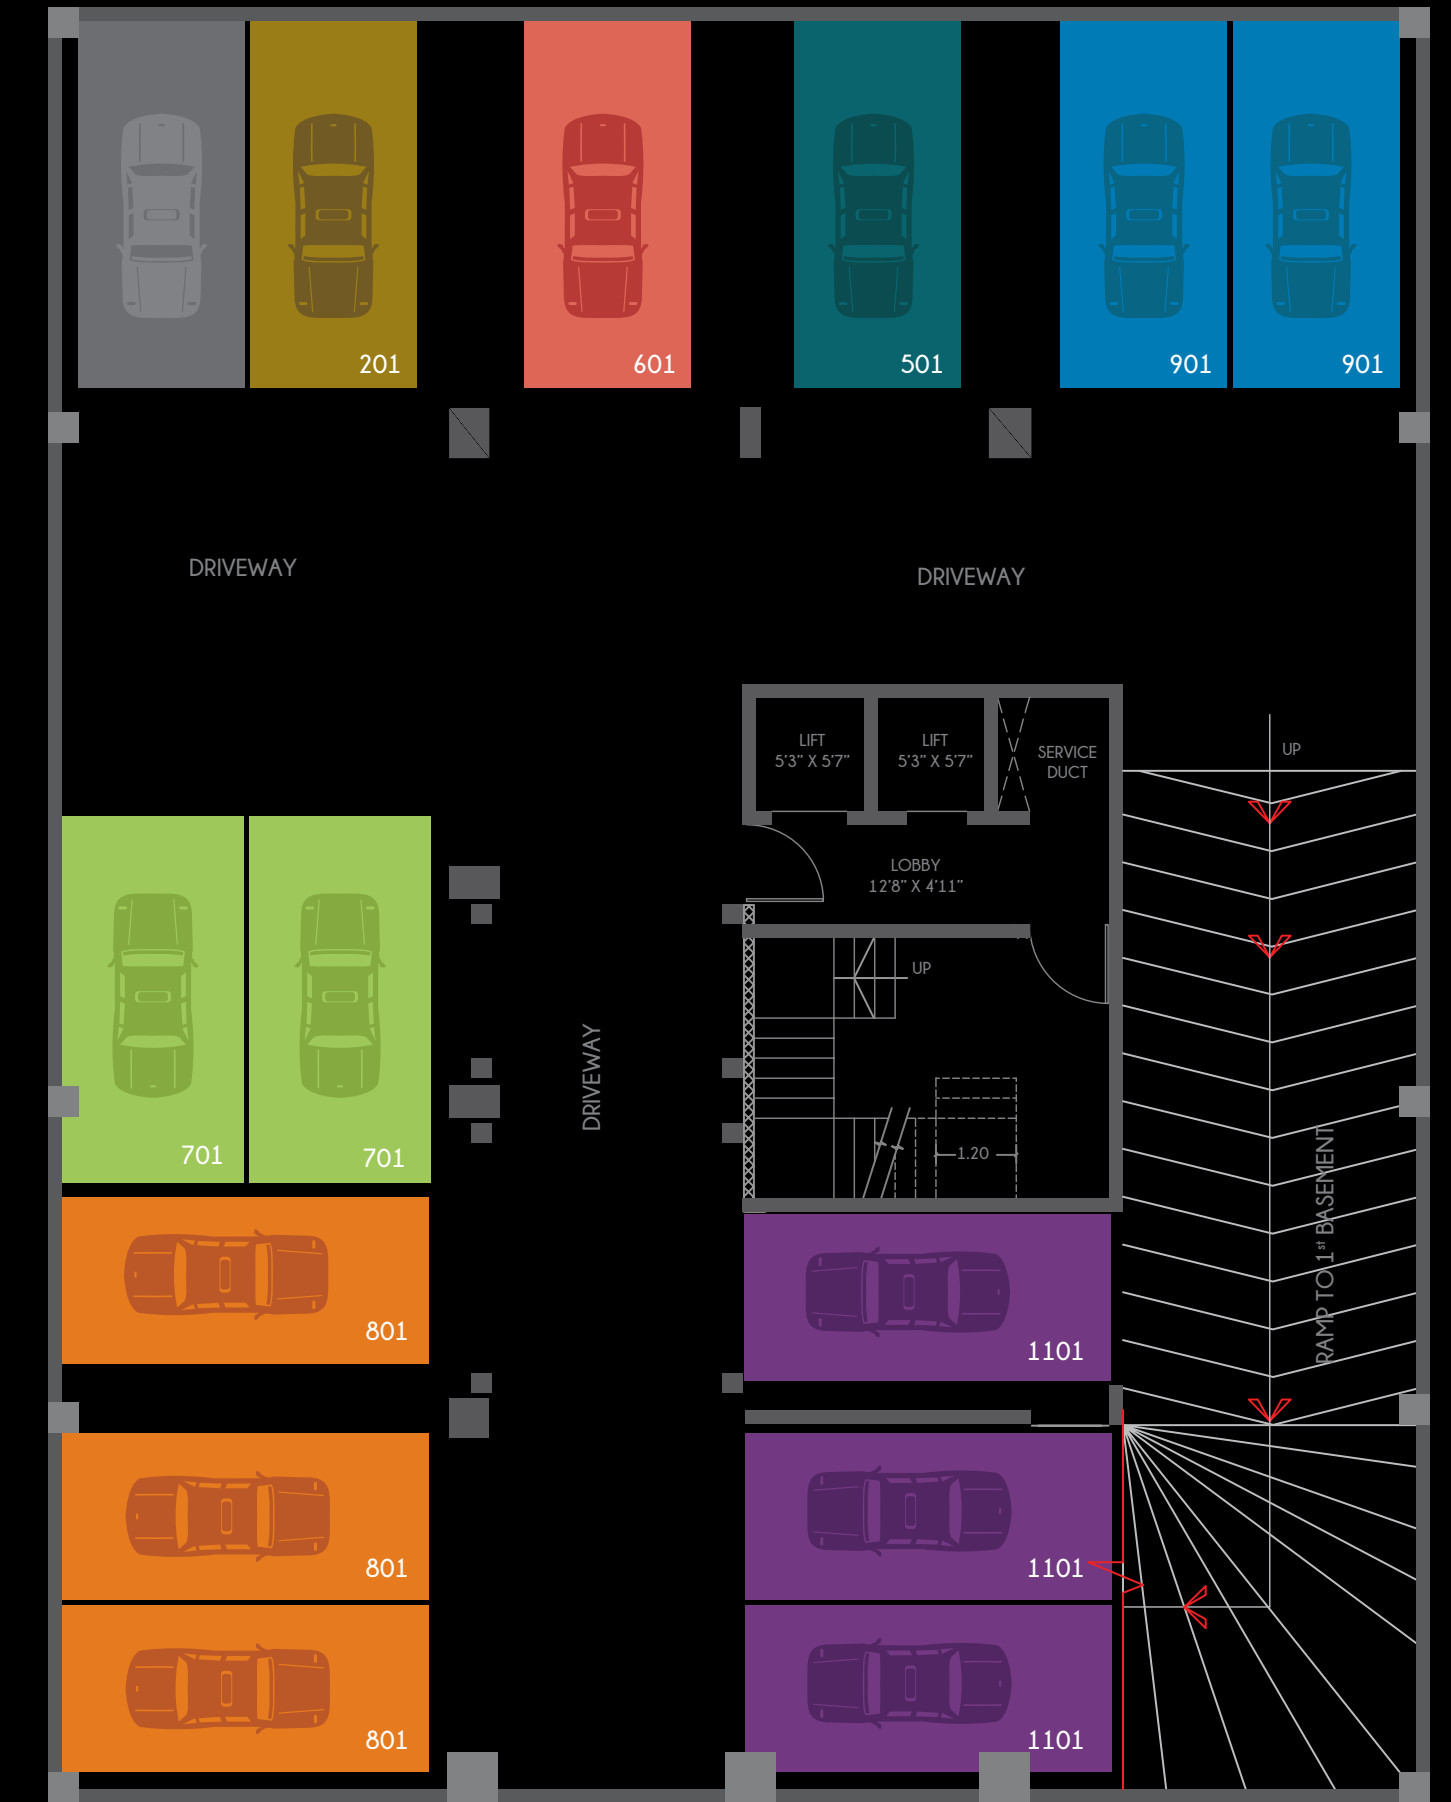 201
601
501
901
901
DRIVEWAY
DRIVEWAY
LIFT
5'3" X 5'7"
LIFT
5'3" X 5'7"
SERVICE
DUCT
UP
LOBBY
12'8" X 4'11"
UP
DRIVEWAY
1.20
701
701
RAMP TO 1st BASEMENT
801
1101
801
1101
801
1101